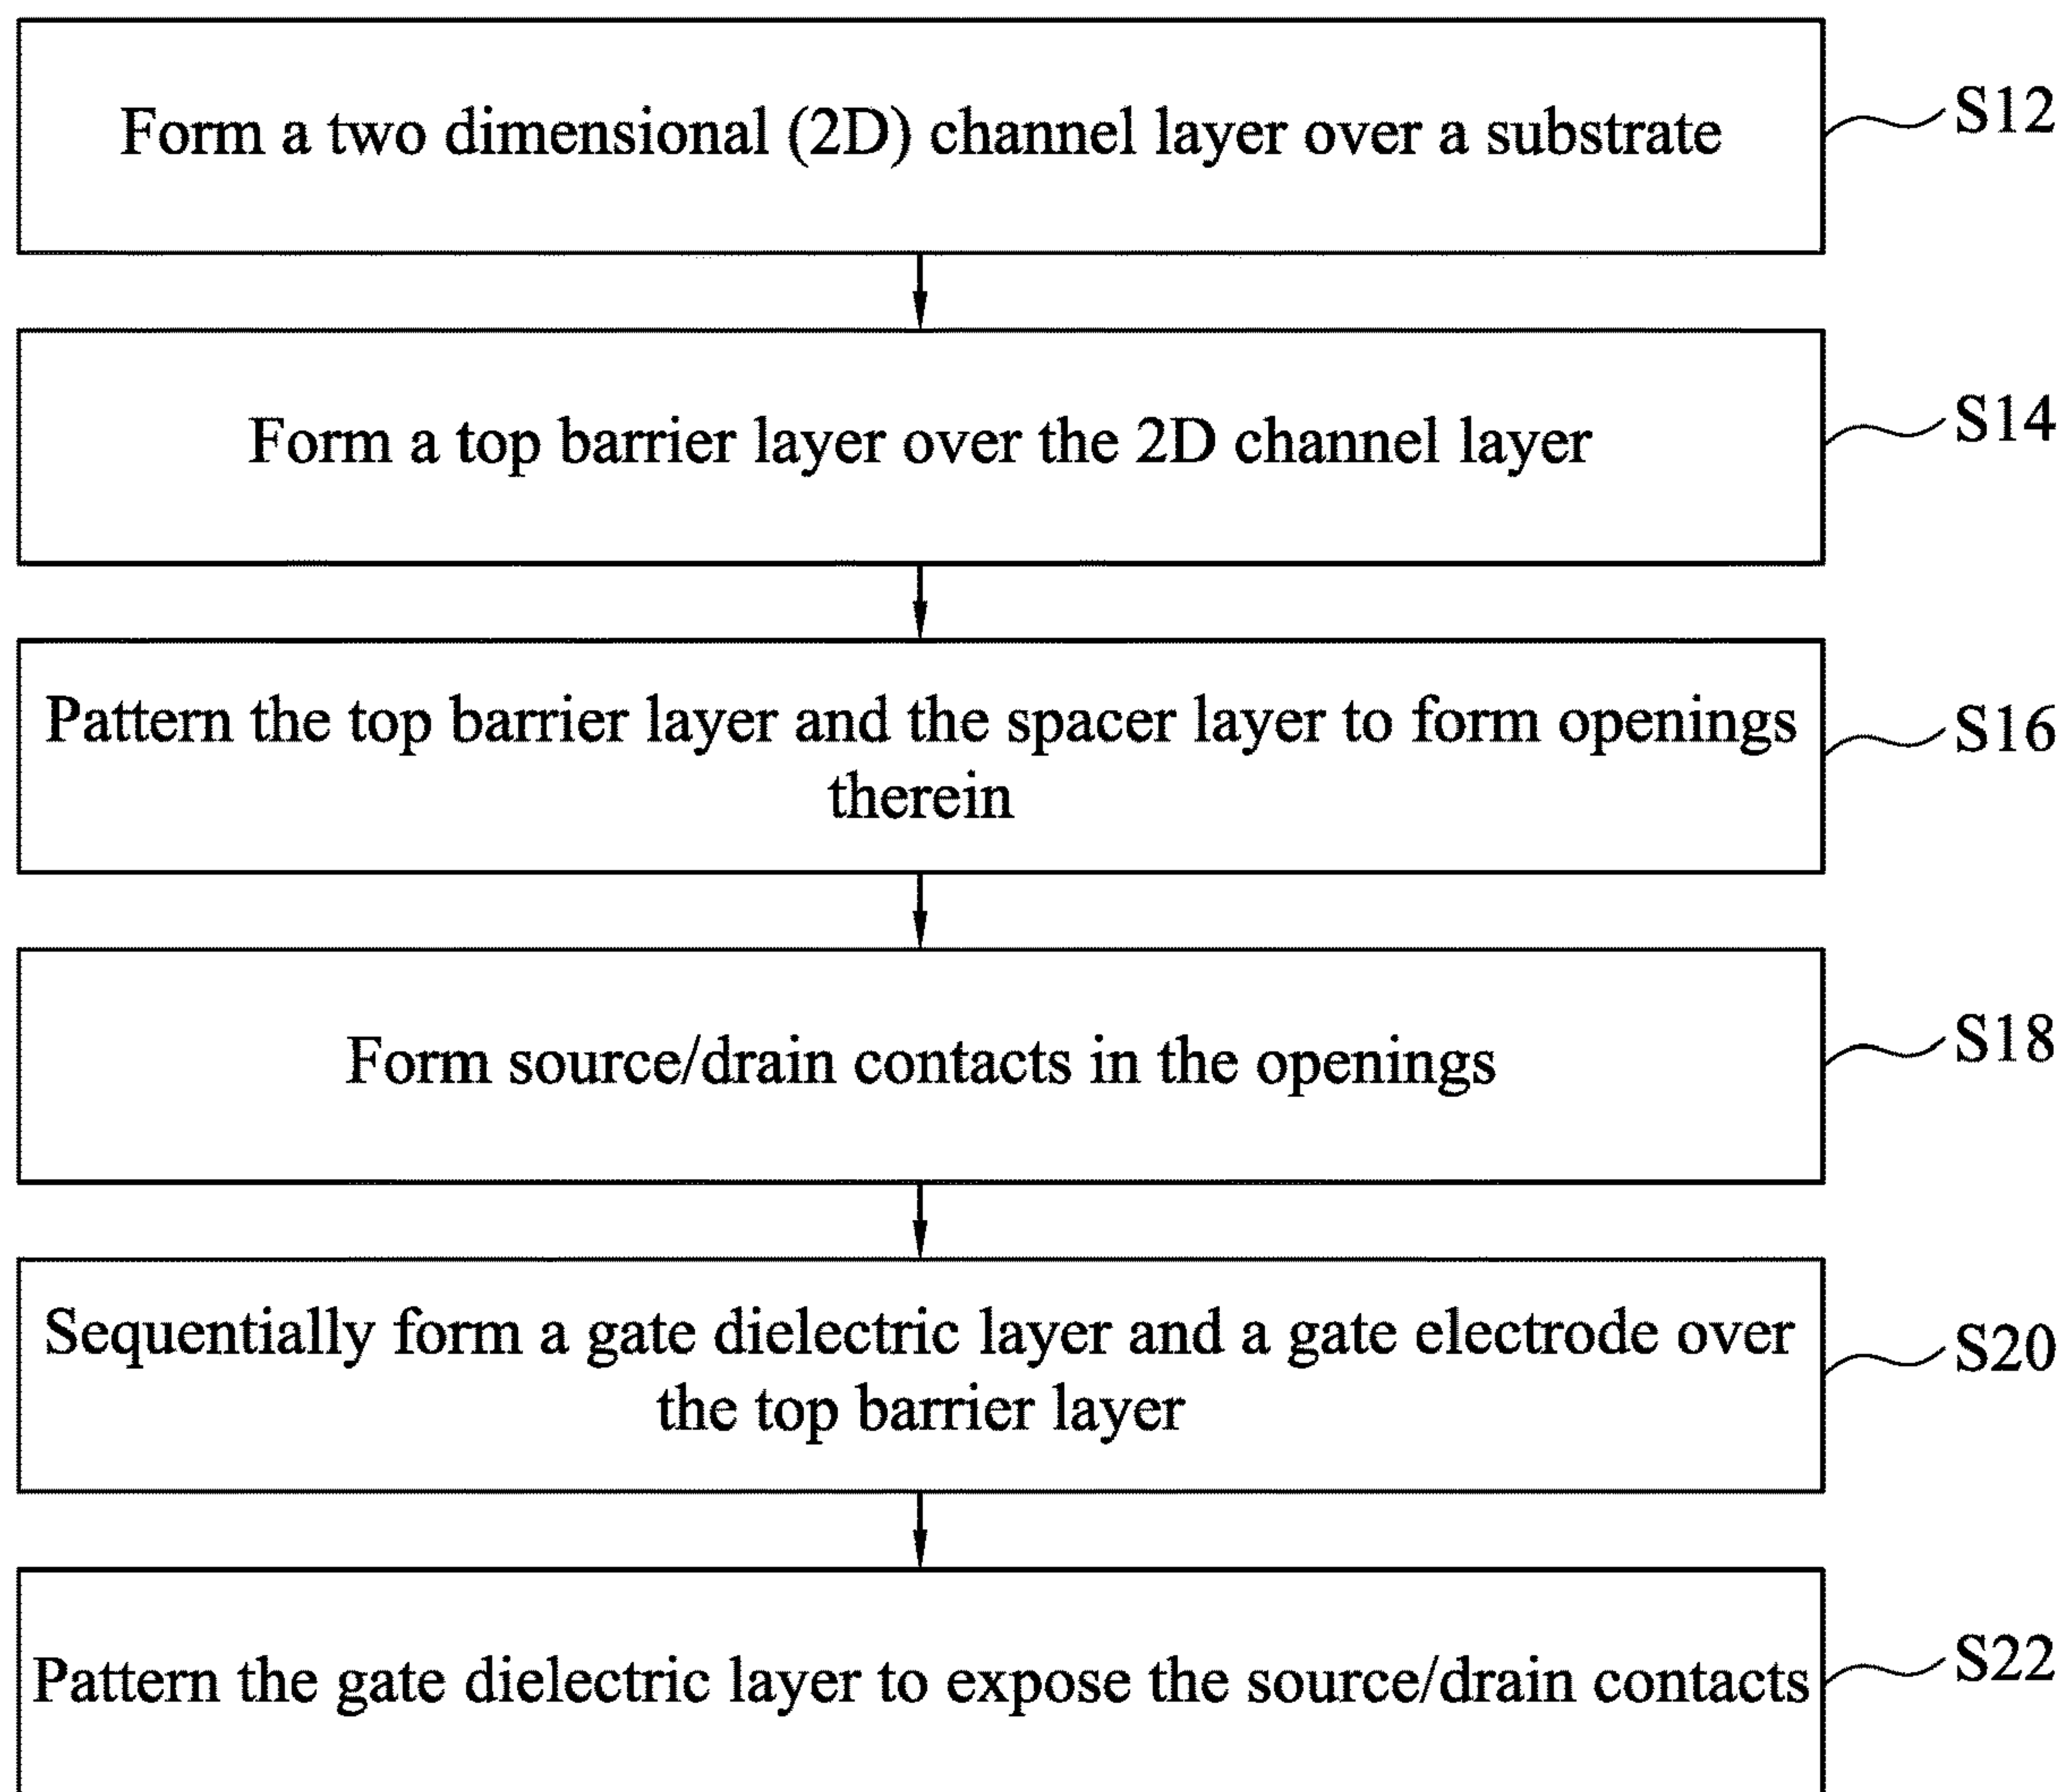 Form a two dimensional (2D) channel layer over a substrate
S12
Form a top barrier layer over the 2D channel layer
S14
Pattern the top barrier layer and the spacer layer to form openings
therein
S16
Form source/drain contacts in the openings
S18
Sequentially form a gate dielectric layer and a gate electrode over
the top barrier layer
S20
Pattern the gate dielectric layer to expose the source/drain contacts
S22